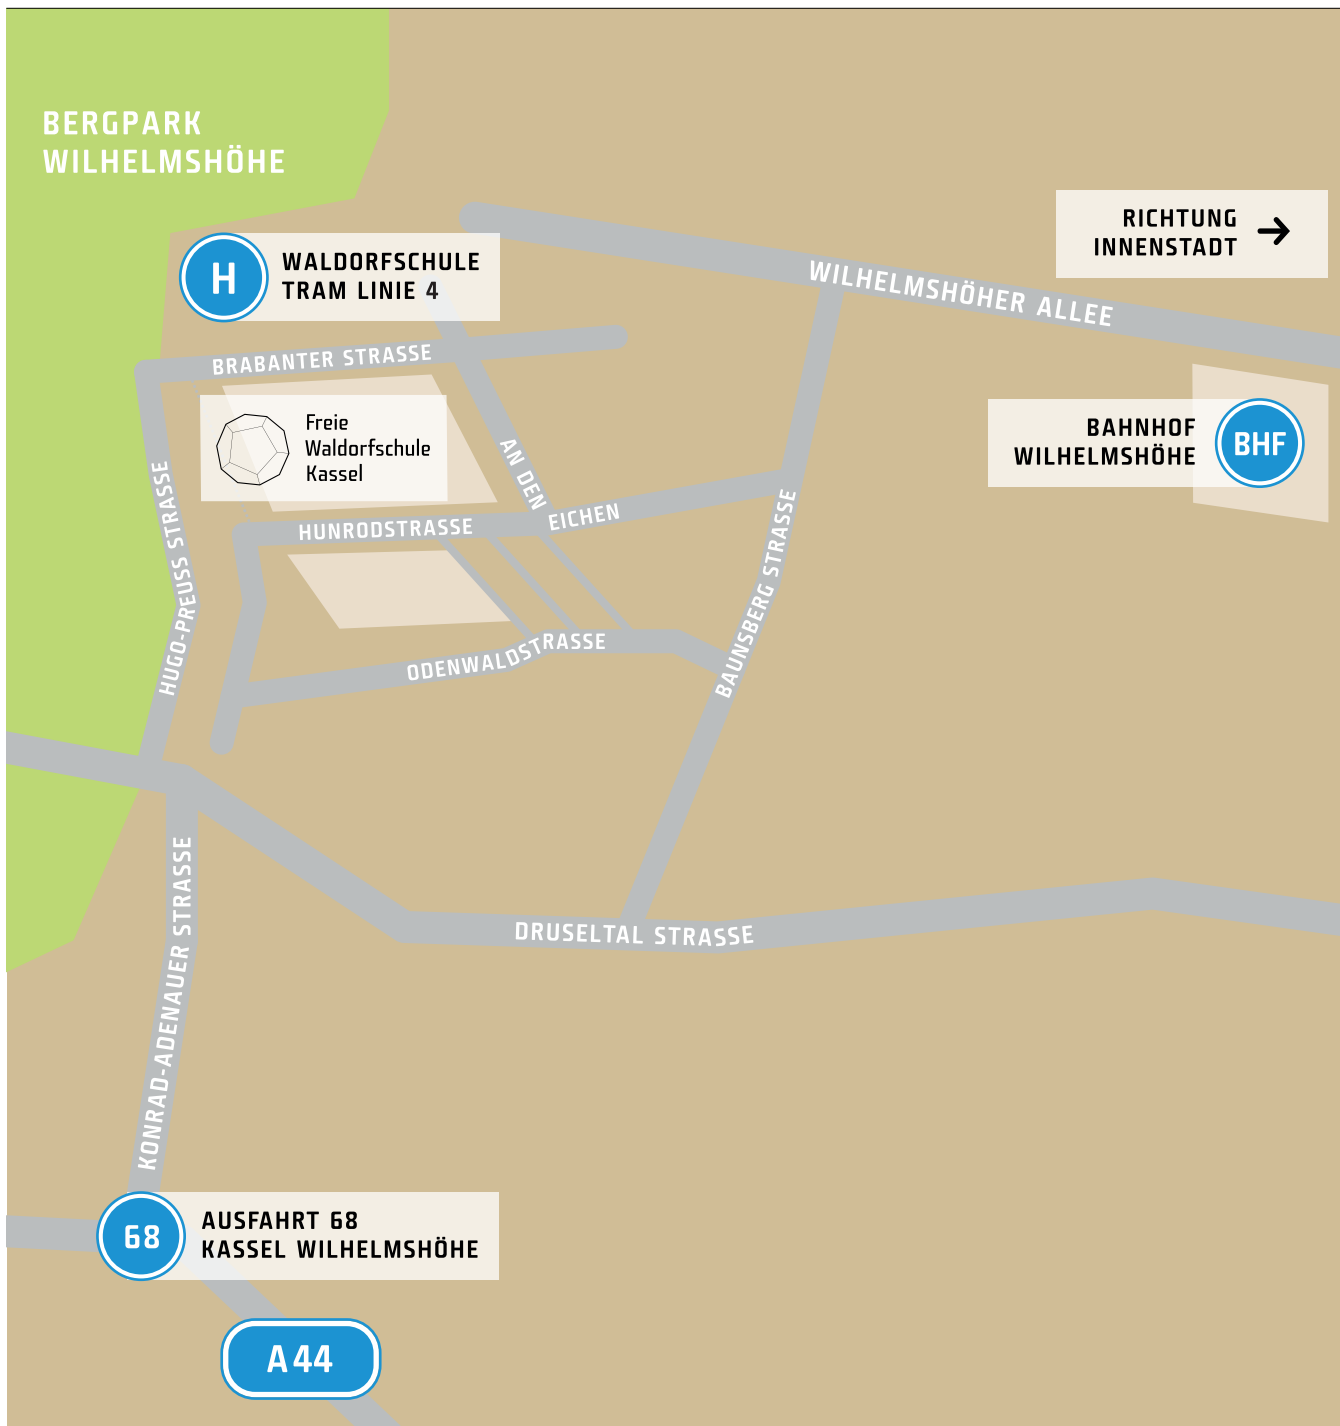 BERGPARK
WILHELMSHÖHE
RICHTUNG
INNENSTADT
H
WALDORFSCHULE
TRAM LINIE 4
WILHELMSHÖHER ALLEE
BRABANTER STRASSE
Freie
Waldorfschule
Kassel
BAHNHOF
WILHELMSHÖHE
BHF
AN DEN
EICHEN
HUNRODSTRASSE
HUGO-PREUSS STRASSE
BAUNSBERG STRASSE
ODENWALDSTRASSE
KONRAD-ADENAUER STRASSE
DRUSELTAL STRASSE
68
AUSFAHRT 68
KASSEL WILHELMSHÖHE
A 44